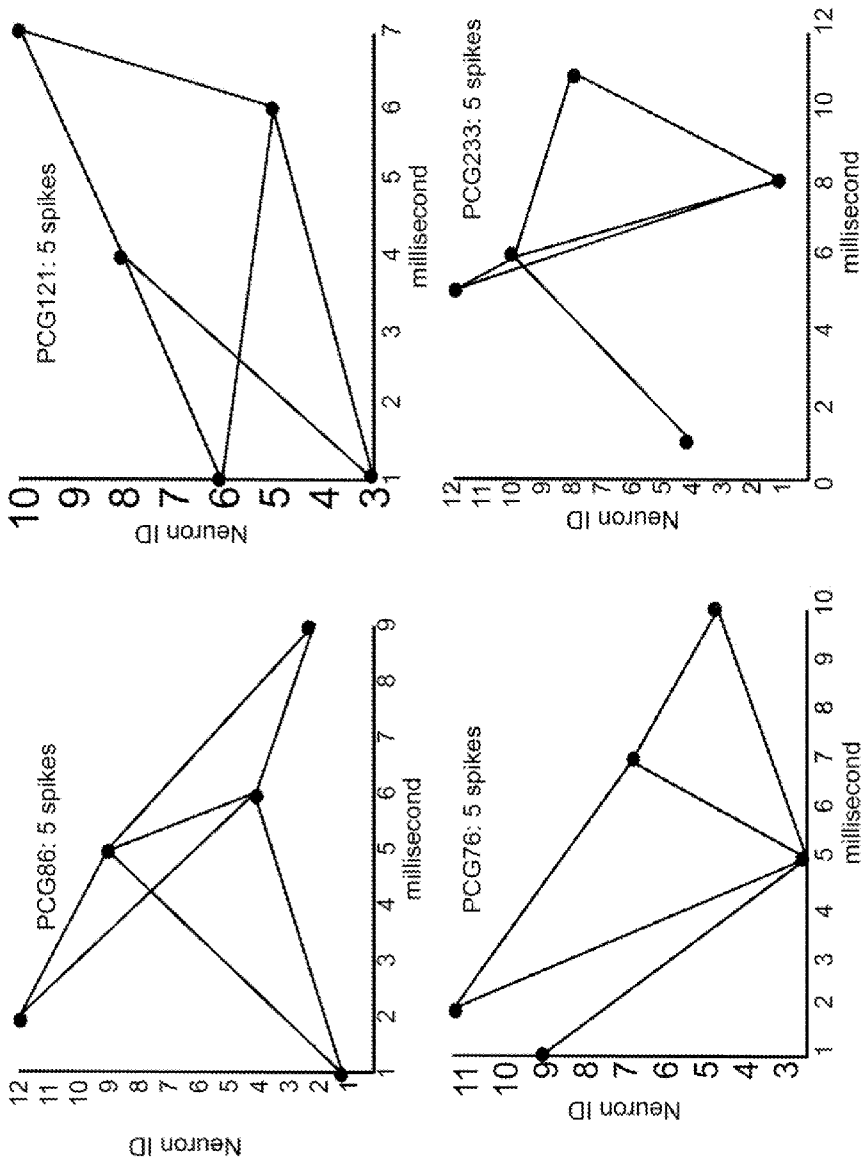 PCG86: 5 spikes
Neuron ID
12
11
10
9
8
7
6
5
4
3
2
1
1 2 3 4 5 6 7 8 9
millisecond
PCG121: 5 spikes
Neuron ID
10
9
8
7
6
5
4
3
1 2 3 4 5 6 7
millisecond
PCG76: 5 spikes
Neuron ID
11
10
9
8
7
6
5
4
3
1 2 3 4 5 6 7 8 9 10
millisecond
PCG233: 5 spikes
Neuron ID
12
11
10
9
8
7
6
5
4
3
2
1
0 2 4 6 8 10 12
millisecond